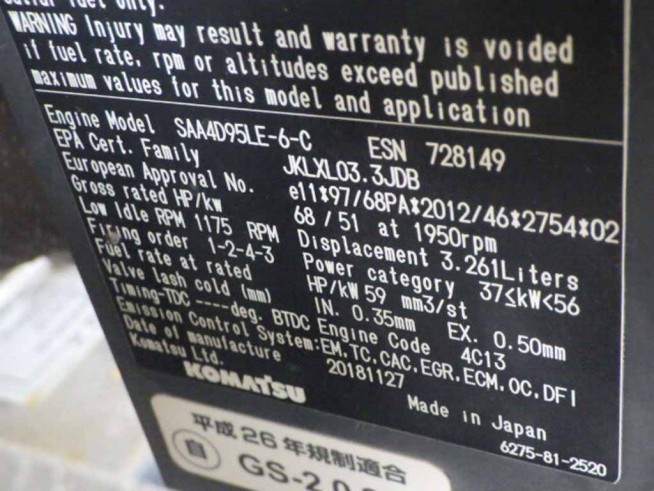 fuel only.
WARNING Injury may result and warranty is voided
if fuel rate, rpm or altitudes exceed published
maximum values for this model and application
Engine Model SAA4D95LE-6-C ESN 728149
EPA Cert. Family JKLXL03.3JDB
European Approval No. e11*97/68PA*2012/46*2754*02
Gross rated HP/kW 68/51 at 1950rpm
Low Idle RPM 1175 RPM Displacement 3.261Liters
Firing order 1-2-4-3 Power category 37≤kW<56
Fuel rate at rated HP/kW 59 mm3/st
Valve lash cold (mm) IN. 0.35mm EX. 0.50mm
Timing-TDC ----deg. BTDC Engine Code 4C13
Emission Control System:EM.TC.CAC.EGR.ECM.OC.DFI
Date of manufacture 20181127
Komatsu Ltd.
KOMATSU
Made in Japan
6275-81-2520
平成26年規制適合
自 GS-2